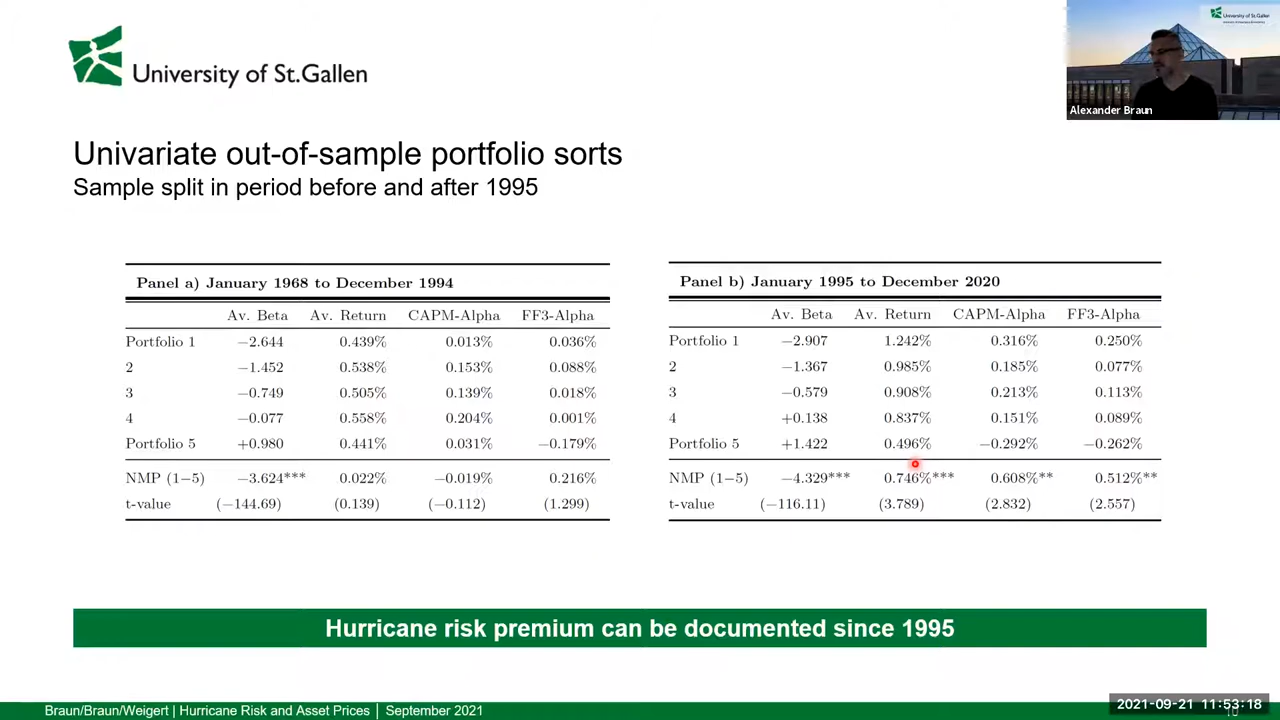 University of St.Gallen
University of St.Gallen
Alexander Braun
Univariate out-of-sample portfolio sorts
Sample split in period before and after 1995
Panel a) January 1968 to December 1994
Av. Beta Av. Return CAPM-Alpha FF3-Alpha
Portfolio 1 −2.644 0.439% 0.013% 0.036%
2 −1.452 0.538% 0.153% 0.088%
3 −0.749 0.505% 0.139% 0.018%
4 −0.077 0.558% 0.204% 0.001%
Portfolio 5 +0.980 0.441% 0.031% −0.179%
NMP (1−5) −3.624*** 0.022% −0.019% 0.216%
t-value (−144.69) (0.139) (−0.112) (1.299)
Panel b) January 1995 to December 2020
Av. Beta Av. Return CAPM-Alpha FF3-Alpha
Portfolio 1 −2.907 1.242% 0.316% 0.250%
2 −1.367 0.985% 0.185% 0.077%
3 −0.579 0.908% 0.213% 0.113%
4 +0.138 0.837% 0.151% 0.089%
Portfolio 5 +1.422 0.496% −0.292% −0.262%
NMP (1−5) −4.329*** 0.746%*** 0.608%** 0.512%**
t-value (−116.11) (3.789) (2.832) (2.557)
Hurricane risk premium can be documented since 1995
Braun/Braun/Weigert | Hurricane Risk and Asset Prices | September 2021
2021-09-21 11:53:18